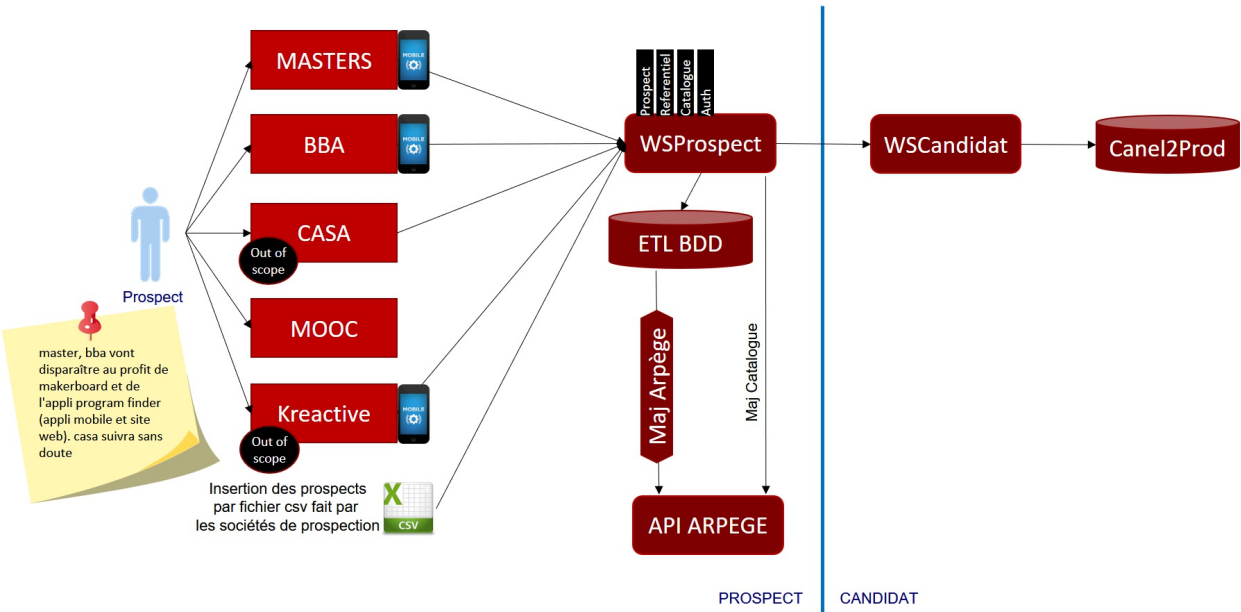 MASTERS
MOBILE
BBA
MOBILE
CASA
Out of
scope
MOOC
Kreactive
MOBILE
Out of
scope
Prospect
master, bba vont
disparaître au profit de
makerboard et de
l'appli program finder
(appli mobile et site
web). casa suivra sans
doute
Insertion des prospects
par fichier csv fait par
les sociétés de prospection
X
CSV
Prospect
Referentiel
Catalogue
Auth
WSProspect
ETL BDD
Maj Arpège
Maj Catalogue
API ARPEGE
WSCandidat
Canel2Prod
PROSPECT
CANDIDAT